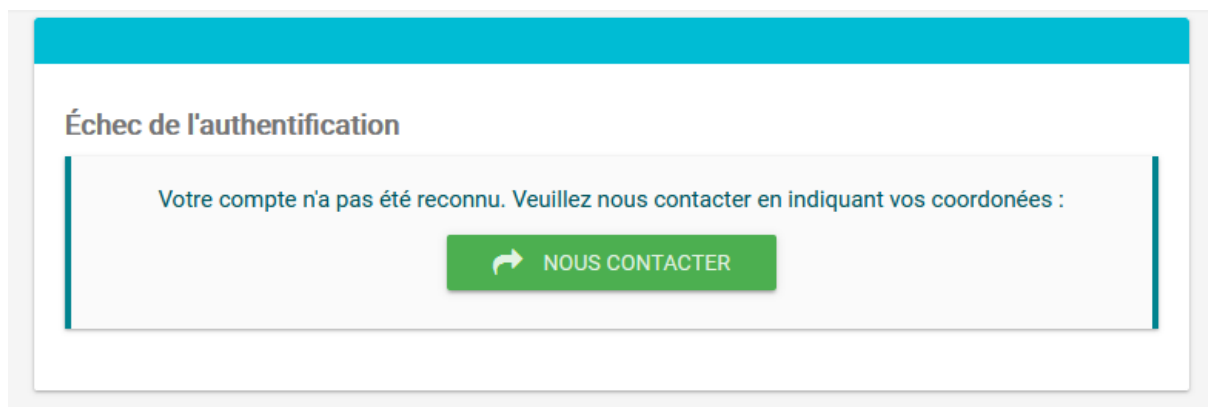 Échec de l'authentification
Votre compte n'a pas été reconnu. Veuillez nous contacter en indiquant vos coordonées :
NOUS CONTACTER